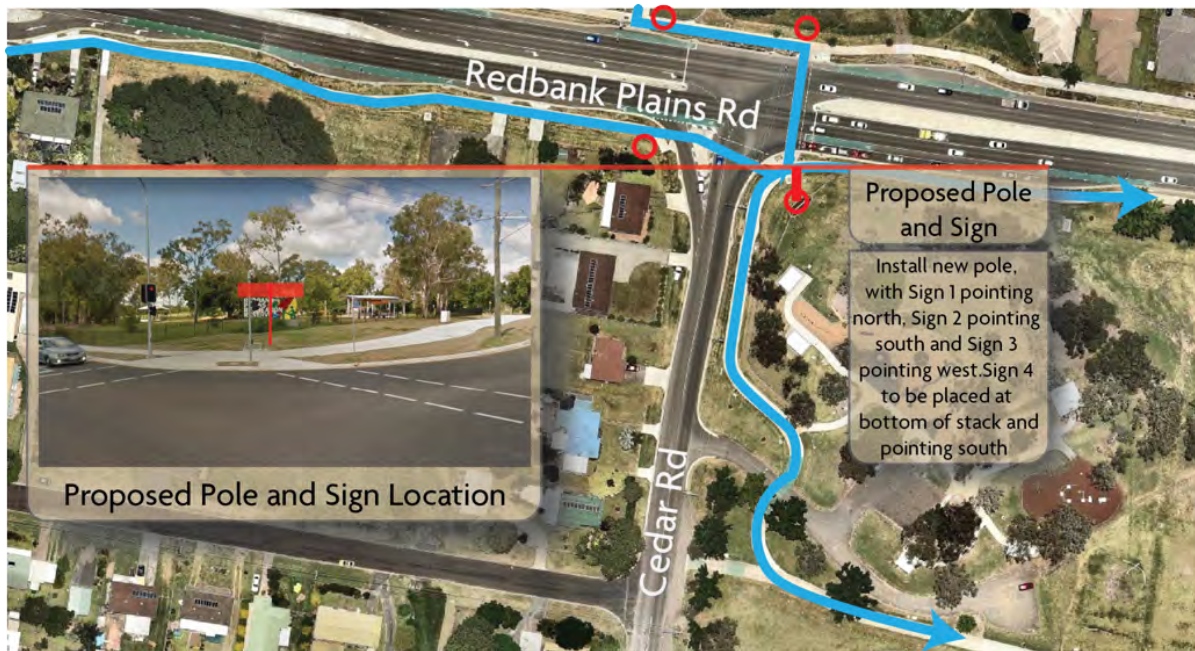 Redbank Plains Rd
Proposed Pole
and Sign
Install new pole,
with Sign 1 pointing
north, Sign 2 pointing
south and Sign 3
pointing west.Sign 4
to be placed at
bottom of stack and
pointing south
Proposed Pole and Sign Location
Cedar Rd